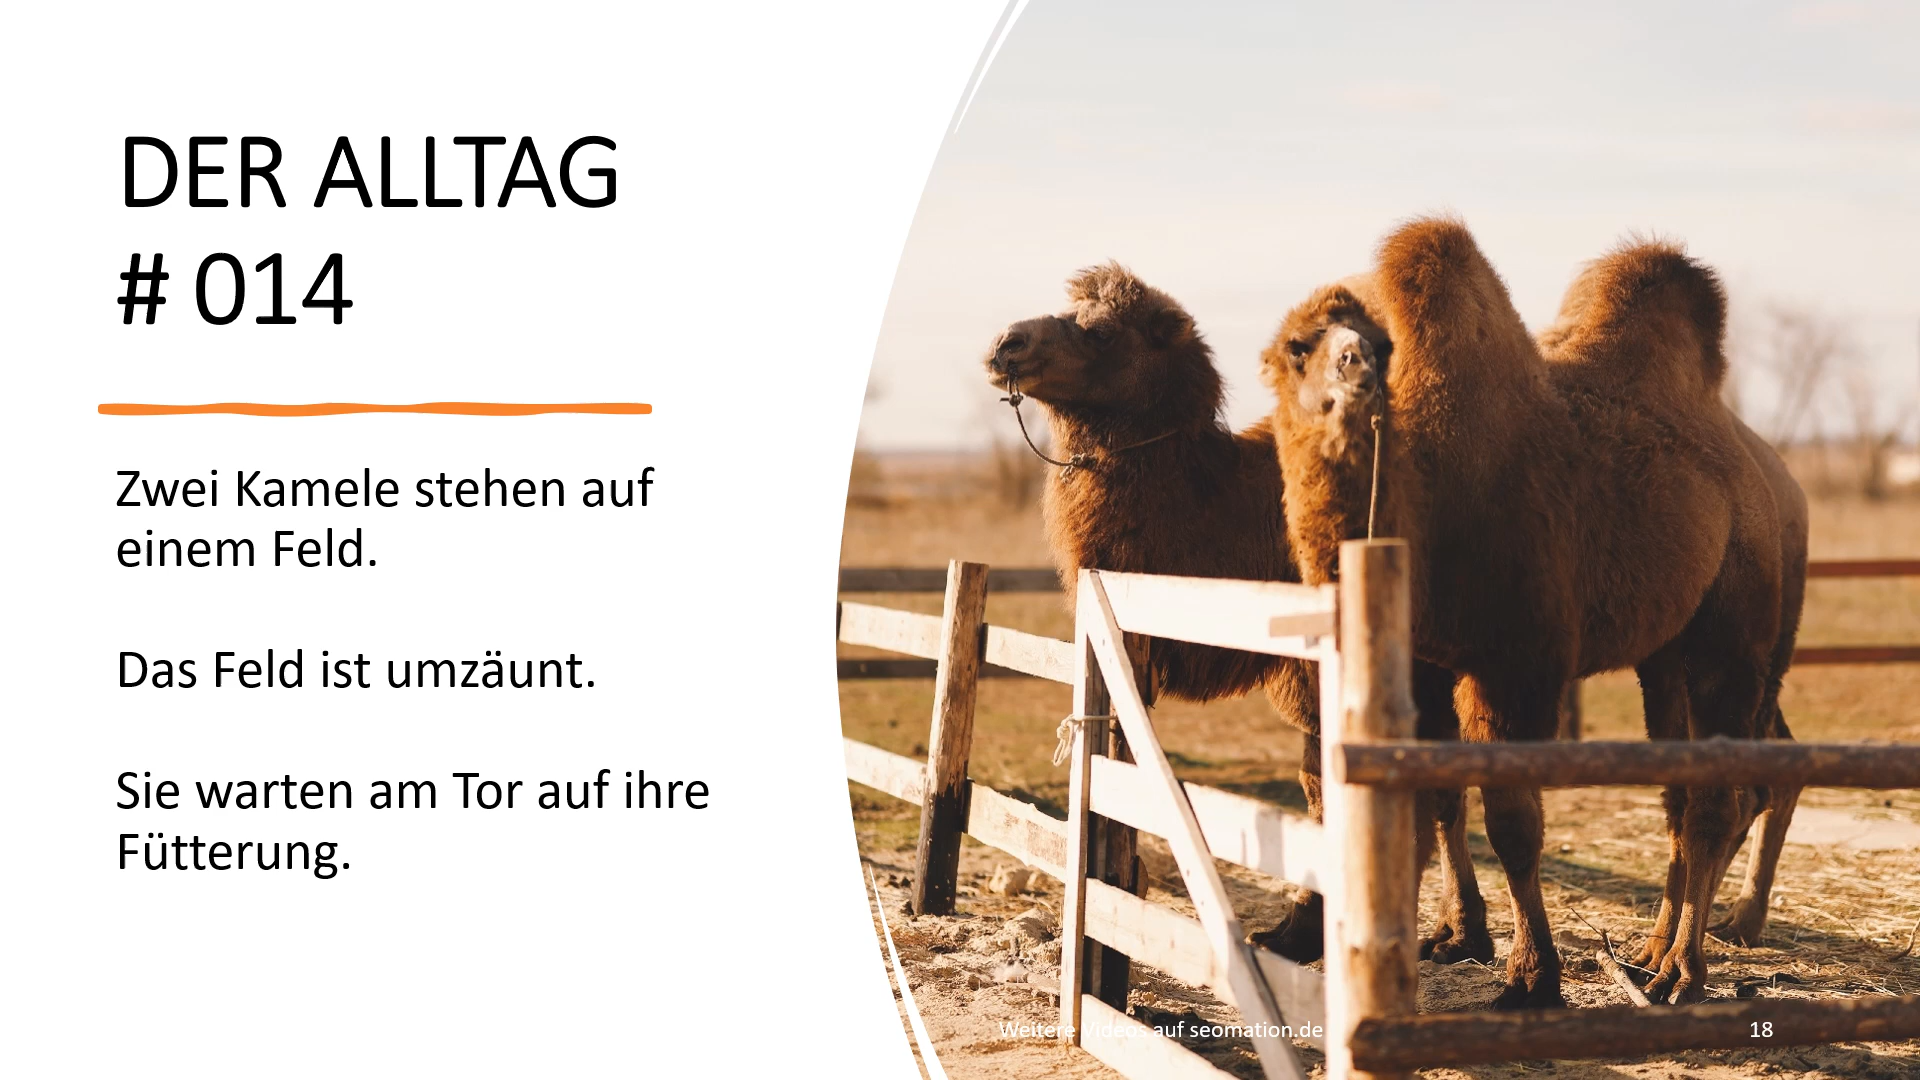 DER ALLTAG
# 014
Zwei Kamele stehen auf
einem Feld.
Das Feld ist umzäunt.
Sie warten am Tor auf ihre
Fütterung.
Weitere Videos auf seomation.de
18